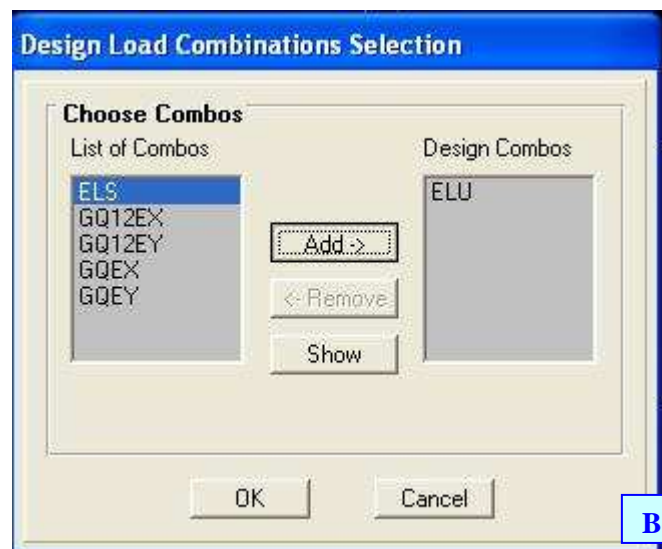 Design Load Combinations Selection
Choose Combos
List of Combos
Design Combos
ELS
GQ12EX
GQ12EY
GQEX
GQEY
ELU
Add ->
<- Remove
Show
OK
Cancel
B